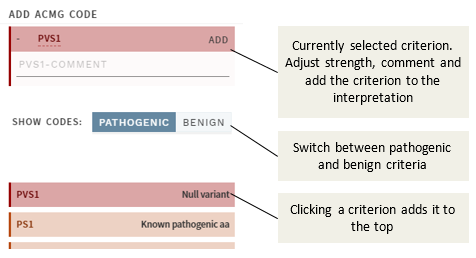 ADD ACMG CODE
- PVS1 ADD
PVS1-COMMENT
Currently selected criterion.
Adjust strength, comment and
add the criterion to the
interpretation
SHOW CODES: PATHOGENIC BENIGN
Switch between pathogenic
and benign criteria
PVS1 Null variant
PS1 Known pathogenic aa
Clicking a criterion adds it to
the top